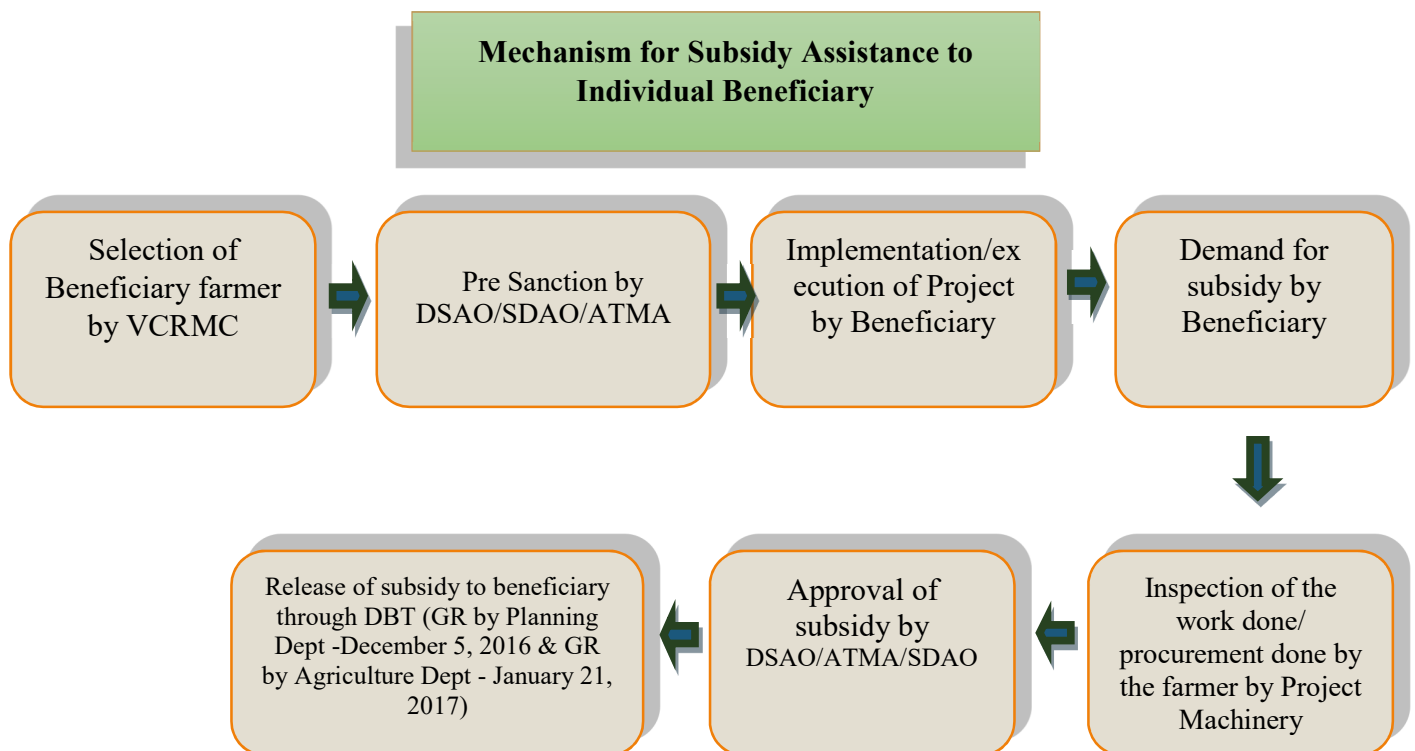 Mechanism for Subsidy Assistance to
Individual Beneficiary
Selection of
Beneficiary farmer
by VCRMC
Pre Sanction by
DSAO/SDAO/ATMA
Implementation/ex
ecution of Project
by Beneficiary
Demand for
subsidy by
Beneficiary
Inspection of the
work done/
procurement done by
the farmer by Project
Machinery
Approval of
subsidy by
DSAO/ATMA/SDAO
Release of subsidy to beneficiary
through DBT (GR by Planning
Dept -December 5, 2016 & GR
by Agriculture Dept - January 21,
2017)